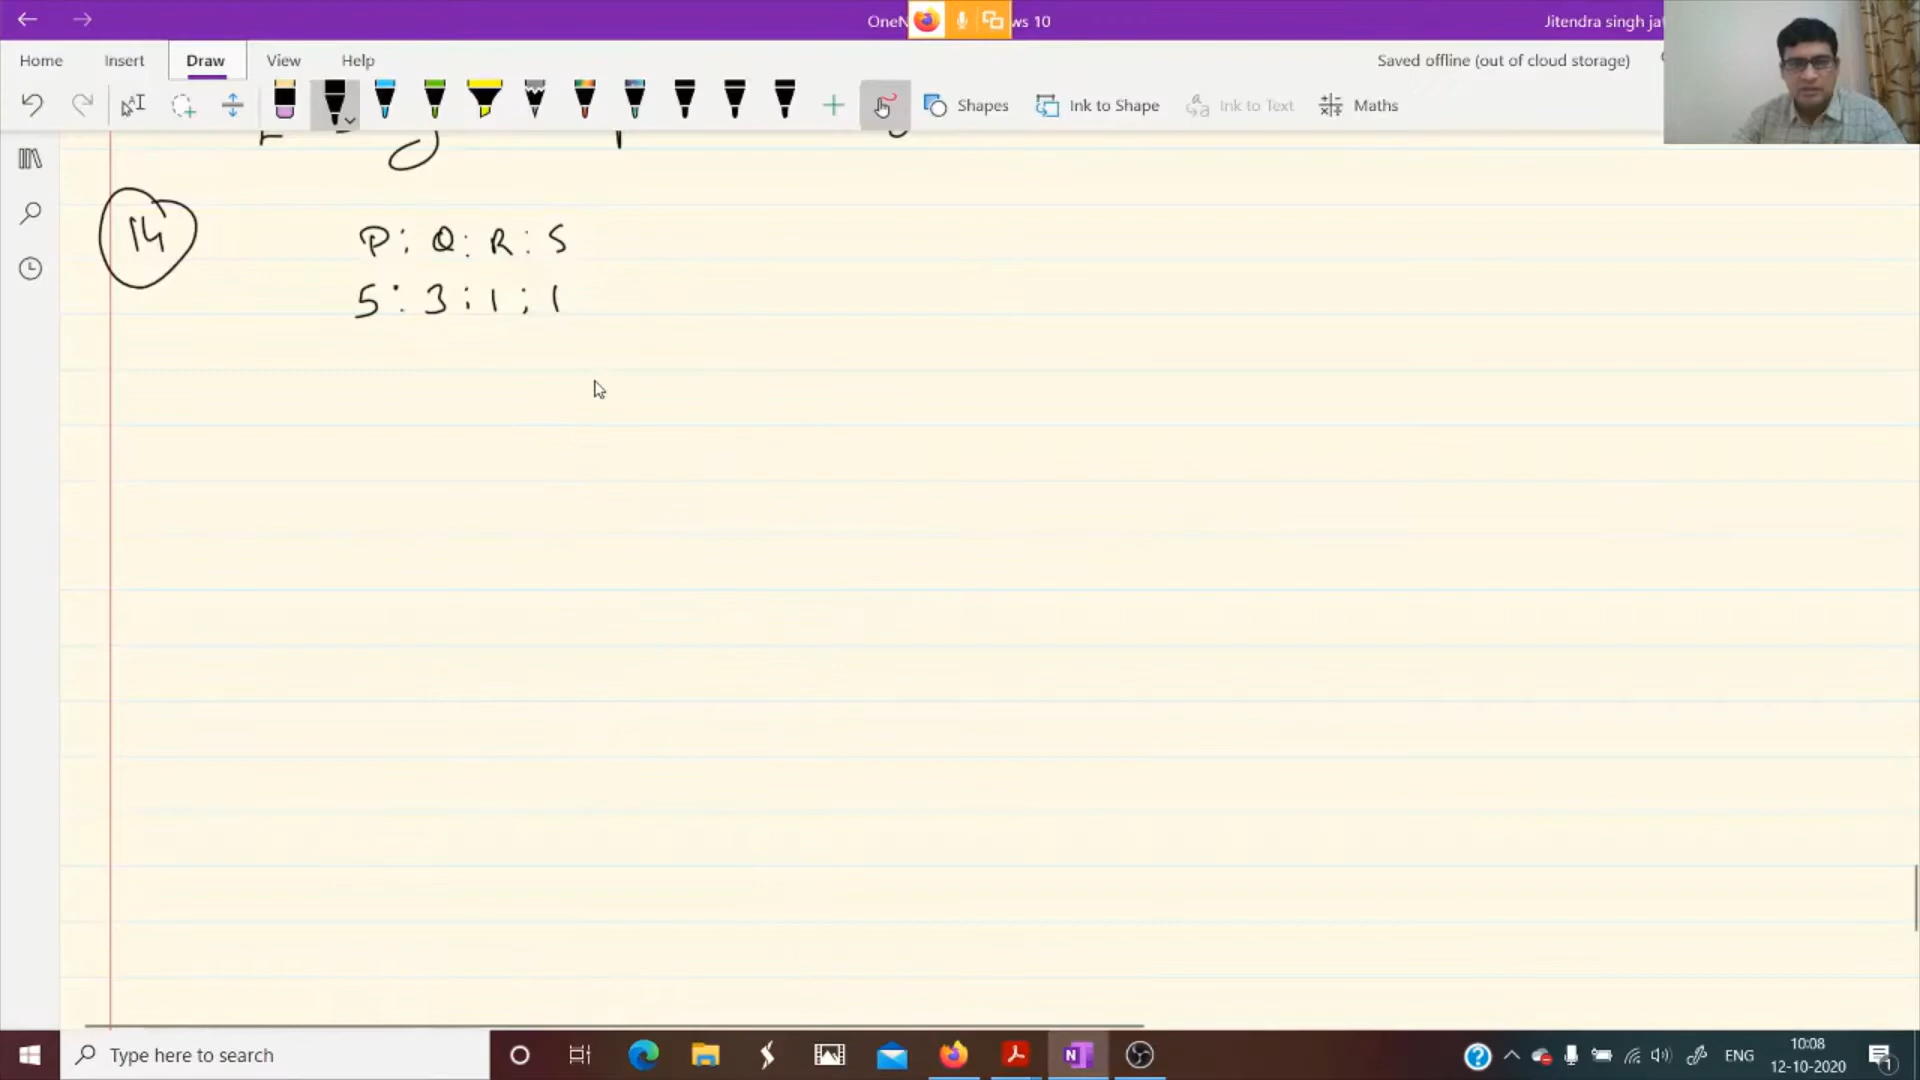 OneN ws 10
Jitendra singh jat
Home Insert Draw View Help
Saved offline (out of cloud storage)
Shapes Ink to Shape Ink to Text Maths
14
P : Q : R : S
5 : 3 : 1 : 1
Type here to search
ENG
10:08
12-10-2020
1